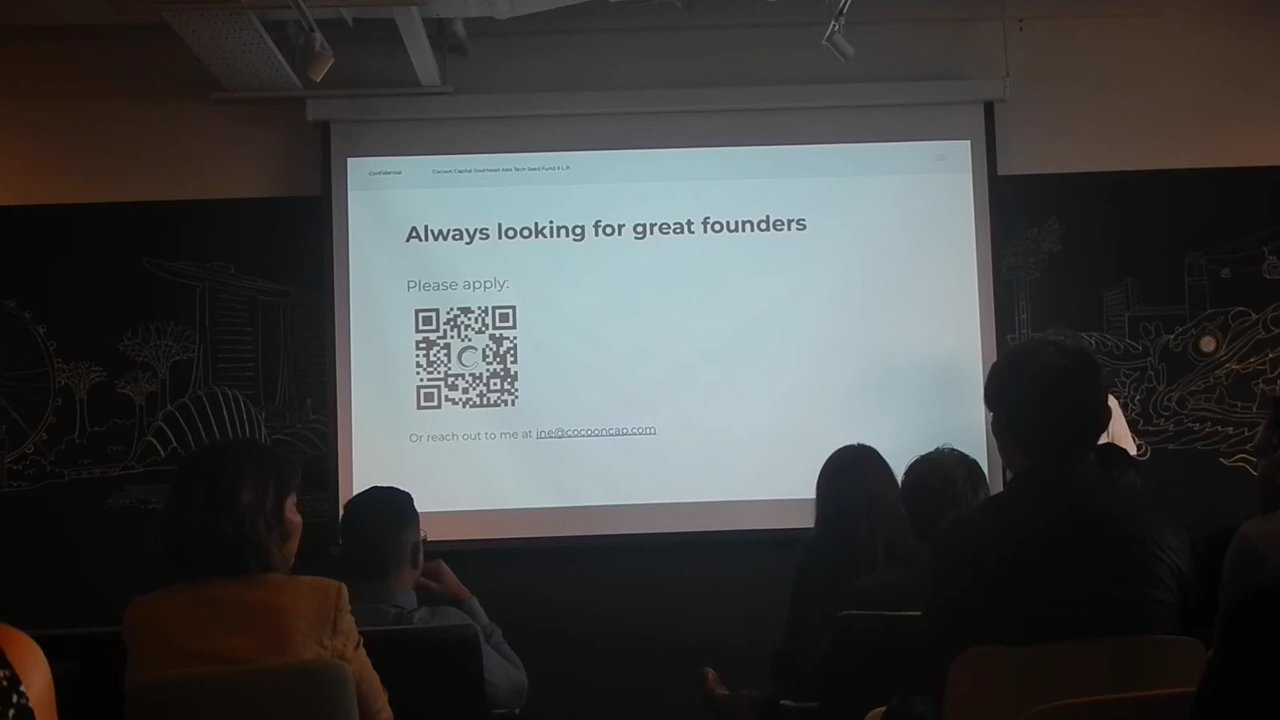 Confidential
Cocoon Capital Southeast Asia Tech Seed Fund II L.P.
Always looking for great founders
Please apply:
Or reach out to me at ine@cocooncap.com